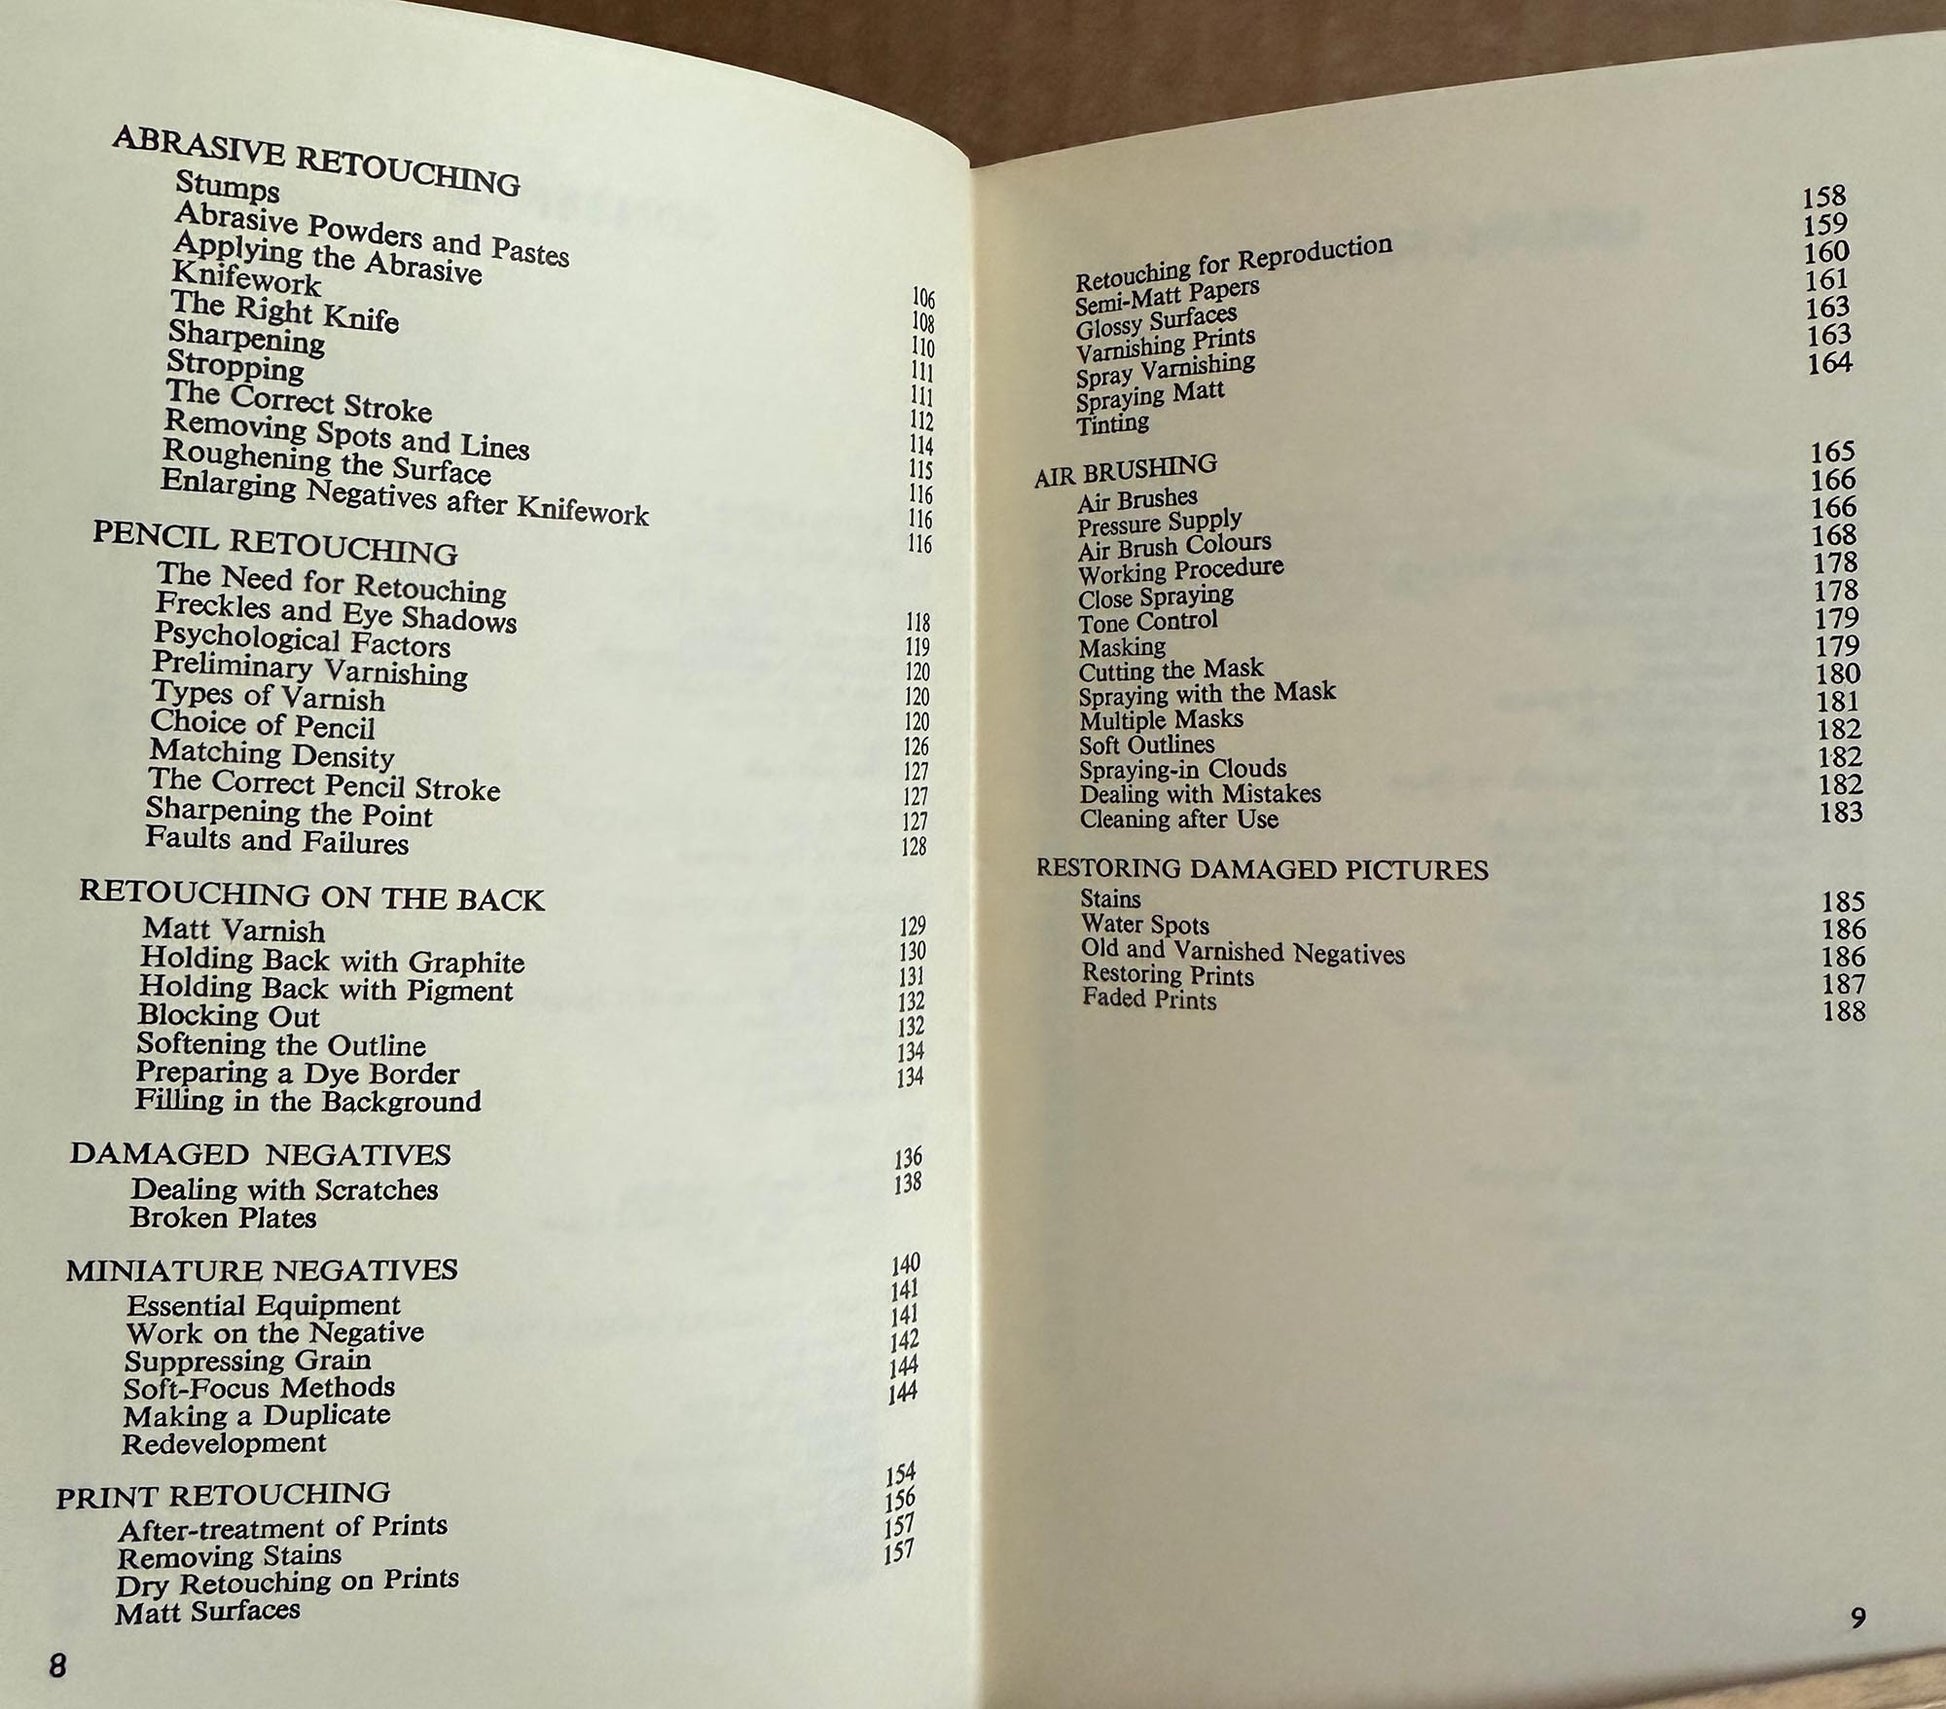 ABRASIVE RETOUCHING
Stumps 106
Abrasive Powders and Pastes 108
Applying the Abrasive 110
Knifework 111
The Right Knife 111
Sharpening 112
Stropping 114
The Correct Stroke 115
Removing Spots and Lines 116
Roughening the Surface 116
Enlarging Negatives after Knifework 116
PENCIL RETOUCHING
The Need for Retouching 118
Freckles and Eye Shadows 119
Psychological Factors 120
Preliminary Varnishing 120
Types of Varnish 120
Choice of Pencil 126
Matching Density 127
The Correct Pencil Stroke 127
Sharpening the Point 127
Faults and Failures 128
RETOUCHING ON THE BACK
Matt Varnish 129
Holding Back with Graphite 130
Holding Back with Pigment 131
Blocking Out 132
Softening the Outline 132
Preparing a Dye Border 134
Filling in the Background 134
DAMAGED NEGATIVES
Dealing with Scratches 136
Broken Plates 138
MINIATURE NEGATIVES
Essential Equipment 140
Work on the Negative 141
Suppressing Grain 141
Soft-Focus Methods 142
Making a Duplicate 144
Redevelopment 144
PRINT RETOUCHING
After-treatment of Prints 154
Removing Stains 156
Dry Retouching on Prints 157
Matt Surfaces 157
8
Retouching for Reproduction 158
Semi-Matt Papers 159
Glossy Surfaces 160
Varnishing Prints 161
Spray Varnishing 163
Spraying Matt 163
Tinting 164
AIR BRUSHING
Air Brushes 165
Pressure Supply 166
Air Brush Colours 166
Working Procedure 168
Close Spraying 178
Tone Control 178
Masking 179
Cutting the Mask 179
Spraying with the Mask 180
Multiple Masks 181
Soft Outlines 182
Spraying-in Clouds 182
Dealing with Mistakes 182
Cleaning after Use 183
RESTORING DAMAGED PICTURES
Stains 185
Water Spots 186
Old and Varnished Negatives 186
Restoring Prints 187
Faded Prints 188
9